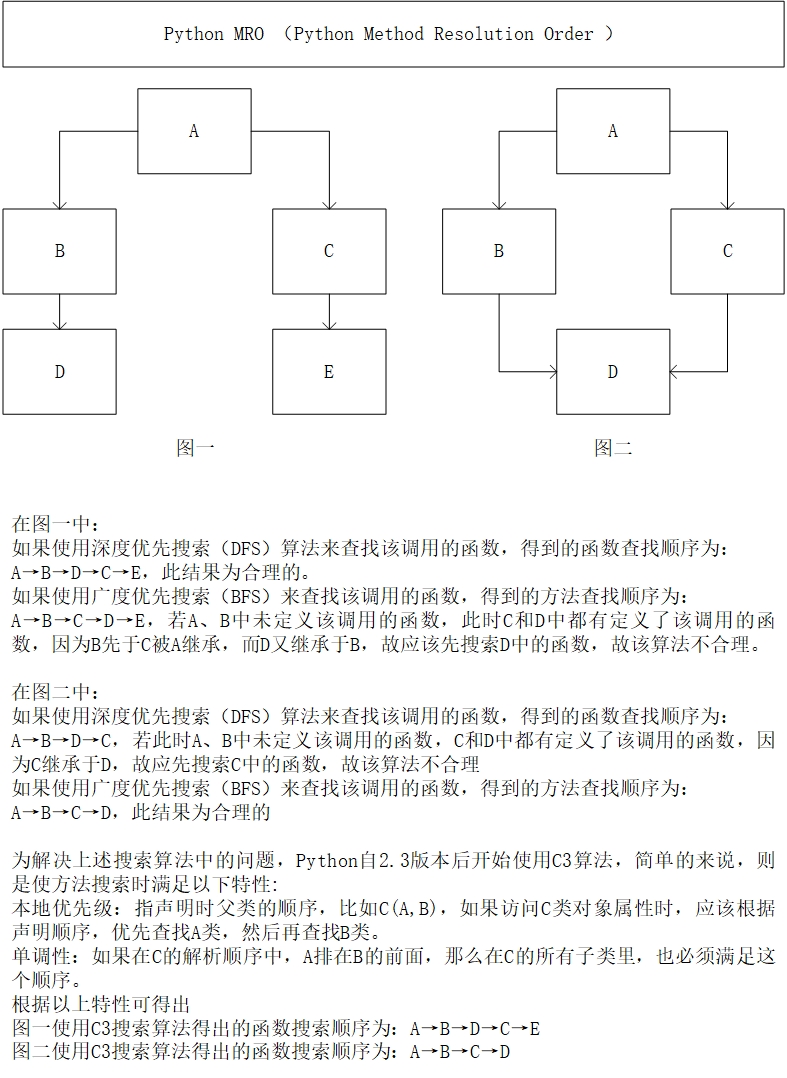 Python MRO （Python Method Resolution Order ）
A
A
B
C
B
C
D
E
D
图一
图二
在图一中：
如果使用深度优先搜索（DFS）算法来查找该调用的函数，得到的函数查找顺序为：
A→B→D→C→E，此结果为合理的。
如果使用广度优先搜索（BFS）来查找该调用的函数，得到的方法查找顺序为：
A→B→C→D→E，若A、B中未定义该调用的函数，此时C和D中都有定义了该调用的函
数，因为B先于C被A继承，而D又继承于B，故应该先搜索D中的函数，故该算法不合理。
在图二中：
如果使用深度优先搜索（DFS）算法来查找该调用的函数，得到的函数查找顺序为：
A→B→D→C，若此时A、B中未定义该调用的函数，C和D中都有定义了该调用的函数，因
为C继承于D，故应先搜索C中的函数，故该算法不合理
如果使用广度优先搜索（BFS）来查找该调用的函数，得到的方法查找顺序为：
A→B→C→D，此结果为合理的
为解决上述搜索算法中的问题，Python自2.3版本后开始使用C3算法，简单的来说，则
是使方法搜索时满足以下特性:
本地优先级：指声明时父类的顺序，比如C(A,B)，如果访问C类对象属性时，应该根据
声明顺序，优先查找A类，然后再查找B类。
单调性：如果在C的解析顺序中，A排在B的前面，那么在C的所有子类里，也必须满足这
个顺序。
根据以上特性可得出
图一使用C3搜索算法得出的函数搜索顺序为：A→B→D→C→E
图二使用C3搜索算法得出的函数搜索顺序为：A→B→C→D